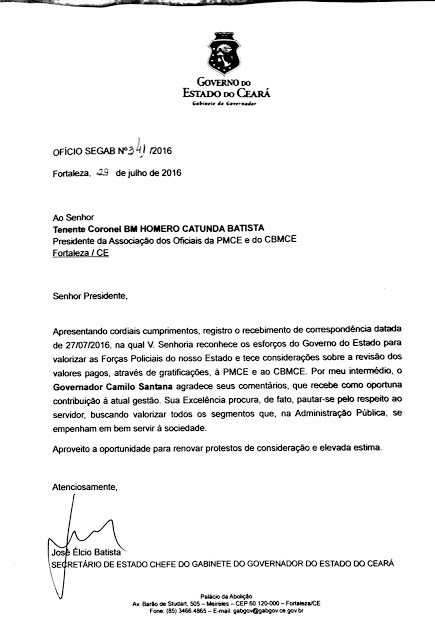 GOVERNO DO
ESTADO DO CEARÁ
Gabinete do Governador
OFÍCIO SEGAB Nº 341 /2016
Fortaleza, 29 de julho de 2016
Ao Senhor
Tenente Coronel BM HOMERO CATUNDA BATISTA
Presidente da Associação dos Oficiais da PMCE e do CBMCE
Fortaleza / CE
Senhor Presidente,
Apresentando cordiais cumprimentos, registro o recebimento de correspondência datada
de 27/07/2016, na qual V. Senhoria reconhece os esforços do Governo do Estado para
valorizar as Forças Policiais do nosso Estado e tece considerações sobre a revisão dos
valores pagos, através de gratificações, à PMCE e ao CBMCE. Por meu intermédio, o
Governador Camilo Santana agradece seus comentários, que recebe como oportuna
contribuição à atual gestão. Sua Excelência procura, de fato, pautar-se pelo respeito ao
servidor, buscando valorizar todos os segmentos que, na Administração Pública, se
empenham em bem servir à sociedade.
Aproveito a oportunidade para renovar protestos de consideração e elevada estima.
Atenciosamente,
José Élcio Batista
SECRETÁRIO DE ESTADO CHEFE DO GABINETE DO GOVERNADOR DO ESTADO DO CEARÁ
Palácio da Abolição
Av. Barão de Studart, 505 – Meireles – CEP 60.120-000 – Fortaleza/CE
Fone: (85) 3466.4865 – E-mail: gabgov@gabgov.ce.gov.br